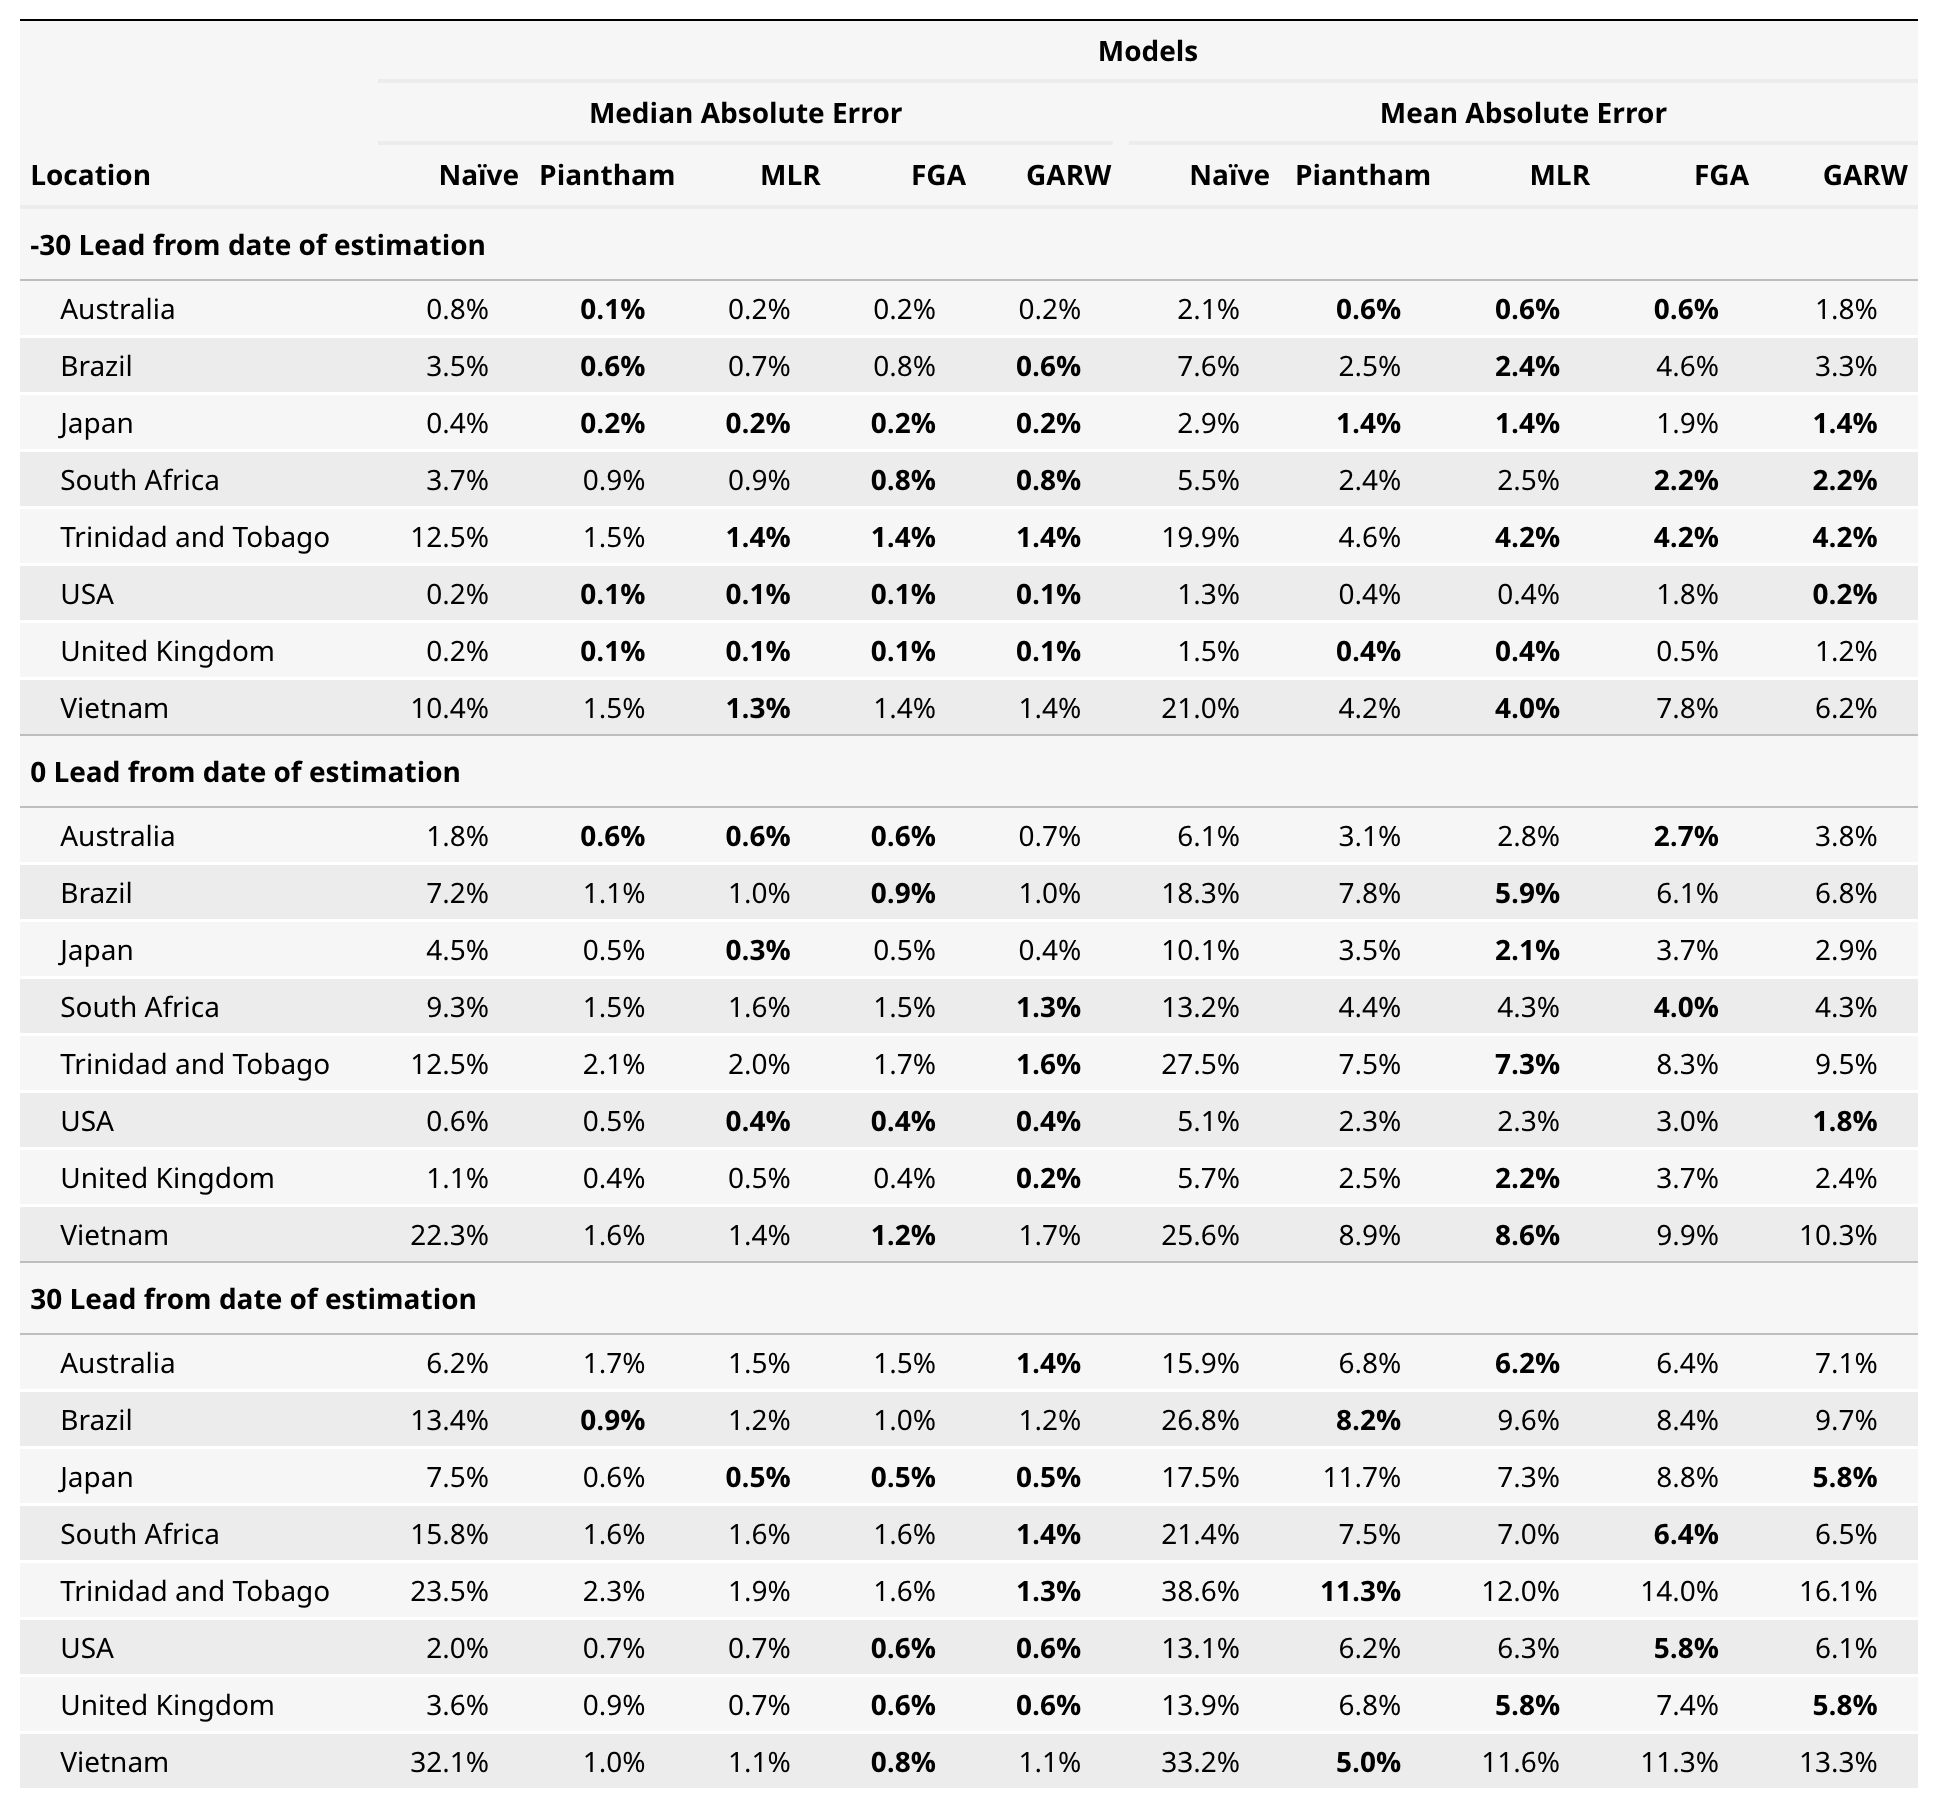 Models
Median Absolute Error Mean Absolute Error
Location Naïve Piantham MLR FGA GARW Naïve Piantham MLR FGA GARW
-30 Lead from date of estimation
Australia 0.8% 0.1% 0.2% 0.2% 0.2% 2.1% 0.6% 0.6% 0.6% 1.8%
Brazil 3.5% 0.6% 0.7% 0.8% 0.6% 7.6% 2.5% 2.4% 4.6% 3.3%
Japan 0.4% 0.2% 0.2% 0.2% 0.2% 2.9% 1.4% 1.4% 1.9% 1.4%
South Africa 3.7% 0.9% 0.9% 0.8% 0.8% 5.5% 2.4% 2.5% 2.2% 2.2%
Trinidad and Tobago 12.5% 1.5% 1.4% 1.4% 1.4% 19.9% 4.6% 4.2% 4.2% 4.2%
USA 0.2% 0.1% 0.1% 0.1% 0.1% 1.3% 0.4% 0.4% 1.8% 0.2%
United Kingdom 0.2% 0.1% 0.1% 0.1% 0.1% 1.5% 0.4% 0.4% 0.5% 1.2%
Vietnam 10.4% 1.5% 1.3% 1.4% 1.4% 21.0% 4.2% 4.0% 7.8% 6.2%
0 Lead from date of estimation
Australia 1.8% 0.6% 0.6% 0.6% 0.7% 6.1% 3.1% 2.8% 2.7% 3.8%
Brazil 7.2% 1.1% 1.0% 0.9% 1.0% 18.3% 7.8% 5.9% 6.1% 6.8%
Japan 4.5% 0.5% 0.3% 0.5% 0.4% 10.1% 3.5% 2.1% 3.7% 2.9%
South Africa 9.3% 1.5% 1.6% 1.5% 1.3% 13.2% 4.4% 4.3% 4.0% 4.3%
Trinidad and Tobago 12.5% 2.1% 2.0% 1.7% 1.6% 27.5% 7.5% 7.3% 8.3% 9.5%
USA 0.6% 0.5% 0.4% 0.4% 0.4% 5.1% 2.3% 2.3% 3.0% 1.8%
United Kingdom 1.1% 0.4% 0.5% 0.4% 0.2% 5.7% 2.5% 2.2% 3.7% 2.4%
Vietnam 22.3% 1.6% 1.4% 1.2% 1.7% 25.6% 8.9% 8.6% 9.9% 10.3%
30 Lead from date of estimation
Australia 6.2% 1.7% 1.5% 1.5% 1.4% 15.9% 6.8% 6.2% 6.4% 7.1%
Brazil 13.4% 0.9% 1.2% 1.0% 1.2% 26.8% 8.2% 9.6% 8.4% 9.7%
Japan 7.5% 0.6% 0.5% 0.5% 0.5% 17.5% 11.7% 7.3% 8.8% 5.8%
South Africa 15.8% 1.6% 1.6% 1.6% 1.4% 21.4% 7.5% 7.0% 6.4% 6.5%
Trinidad and Tobago 23.5% 2.3% 1.9% 1.6% 1.3% 38.6% 11.3% 12.0% 14.0% 16.1%
USA 2.0% 0.7% 0.7% 0.6% 0.6% 13.1% 6.2% 6.3% 5.8% 6.1%
United Kingdom 3.6% 0.9% 0.7% 0.6% 0.6% 13.9% 6.8% 5.8% 7.4% 5.8%
Vietnam 32.1% 1.0% 1.1% 0.8% 1.1% 33.2% 5.0% 11.6% 11.3% 13.3%